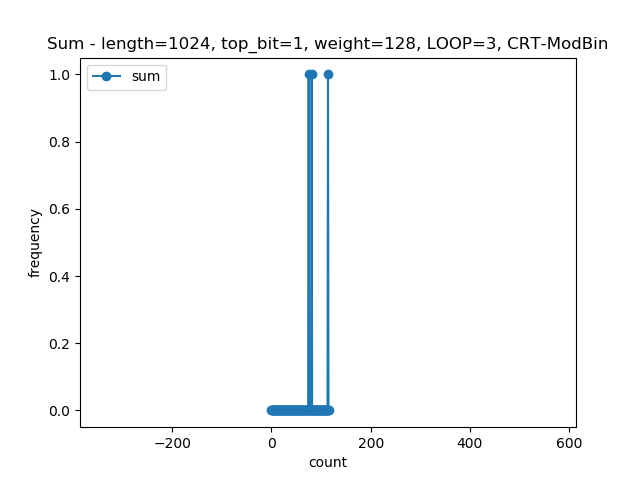 Sum - length=1024, top_bit=1, weight=128, LOOP=3, CRT-ModBin
sum
1.0
0.8
0.6
0.4
0.2
0.0
frequency
−200
0
200
400
600
count